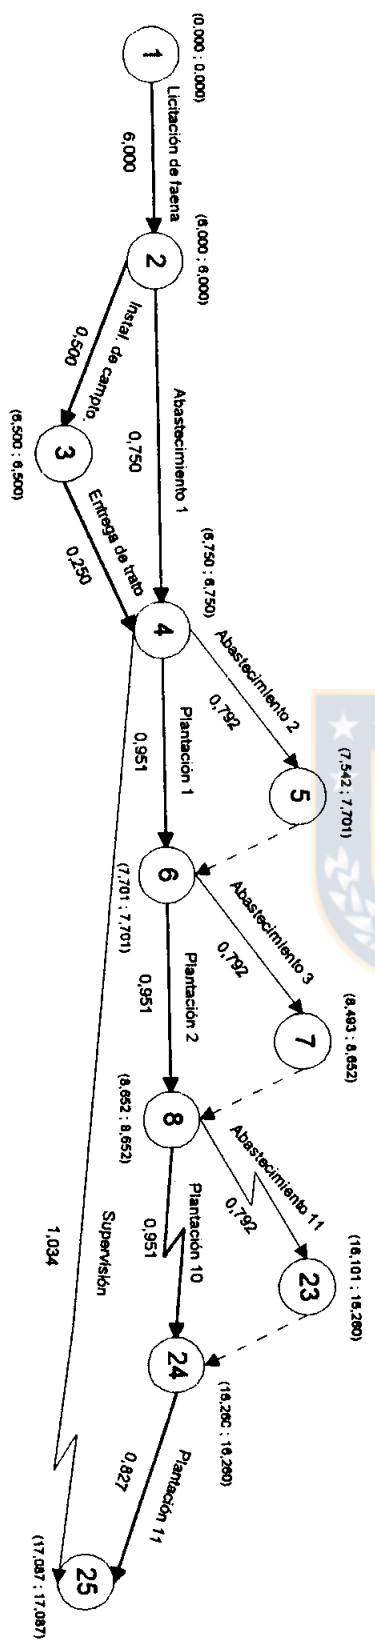 (0,000 ; 0,000)
1
Licitación de faena
6,000
(6,000 ; 6,000)
2
Instal. de campto.
0,500
(6,500 ; 6,500)
3
Abastecimiento 1
0,750
Entrega de trato
0,250
(6,750 ; 6,750)
4
Abastecimiento 2
0,792
(7,542 ; 7,701)
5
Plantación 1
0,951
(7,701 ; 7,701)
6
Abastecimiento 3
0,792
(8,493 ; 8,652)
7
Plantación 2
0,951
(8,652 ; 8,652)
8
Abastecimiento 11
0,792
(16,101 ; 16,260)
23
Plantación 10
0,951
(16,260 ; 16,260)
24
Supervisión
1,034
Plantación 11
0,827
(17,087 ; 17,087)
25